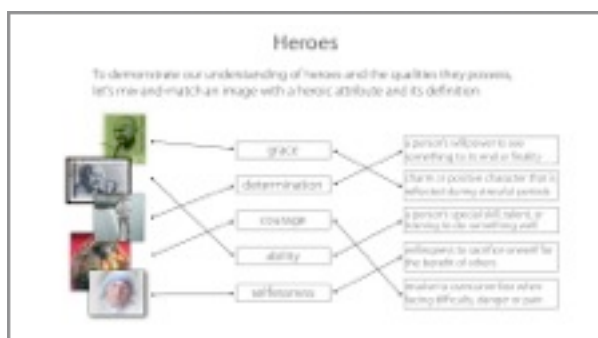 Heroes
To demonstrate our understanding of heroes and the qualities they possess,
let's mix-and-match an image with a heroic attribute and its definition
grace
determination
courage
ability
selflessness
a person's willpower to see
something to its end or finality
charm or positive character that is
reflected during stressful periods
a person's special skill, talent, or
training to do something well
willingness to sacrifice oneself for
the benefit of others
to overcome fear when
facing difficulty, danger or pain